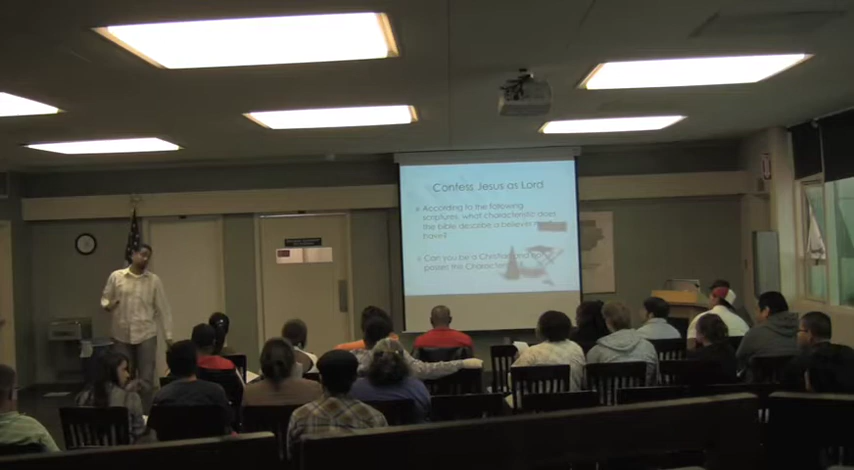 Confess Jesus as Lord
According to the following
scriptures, what characteristic does
the bible describe a believer
have?
Can you be a Christian and not
posses the Characteristic